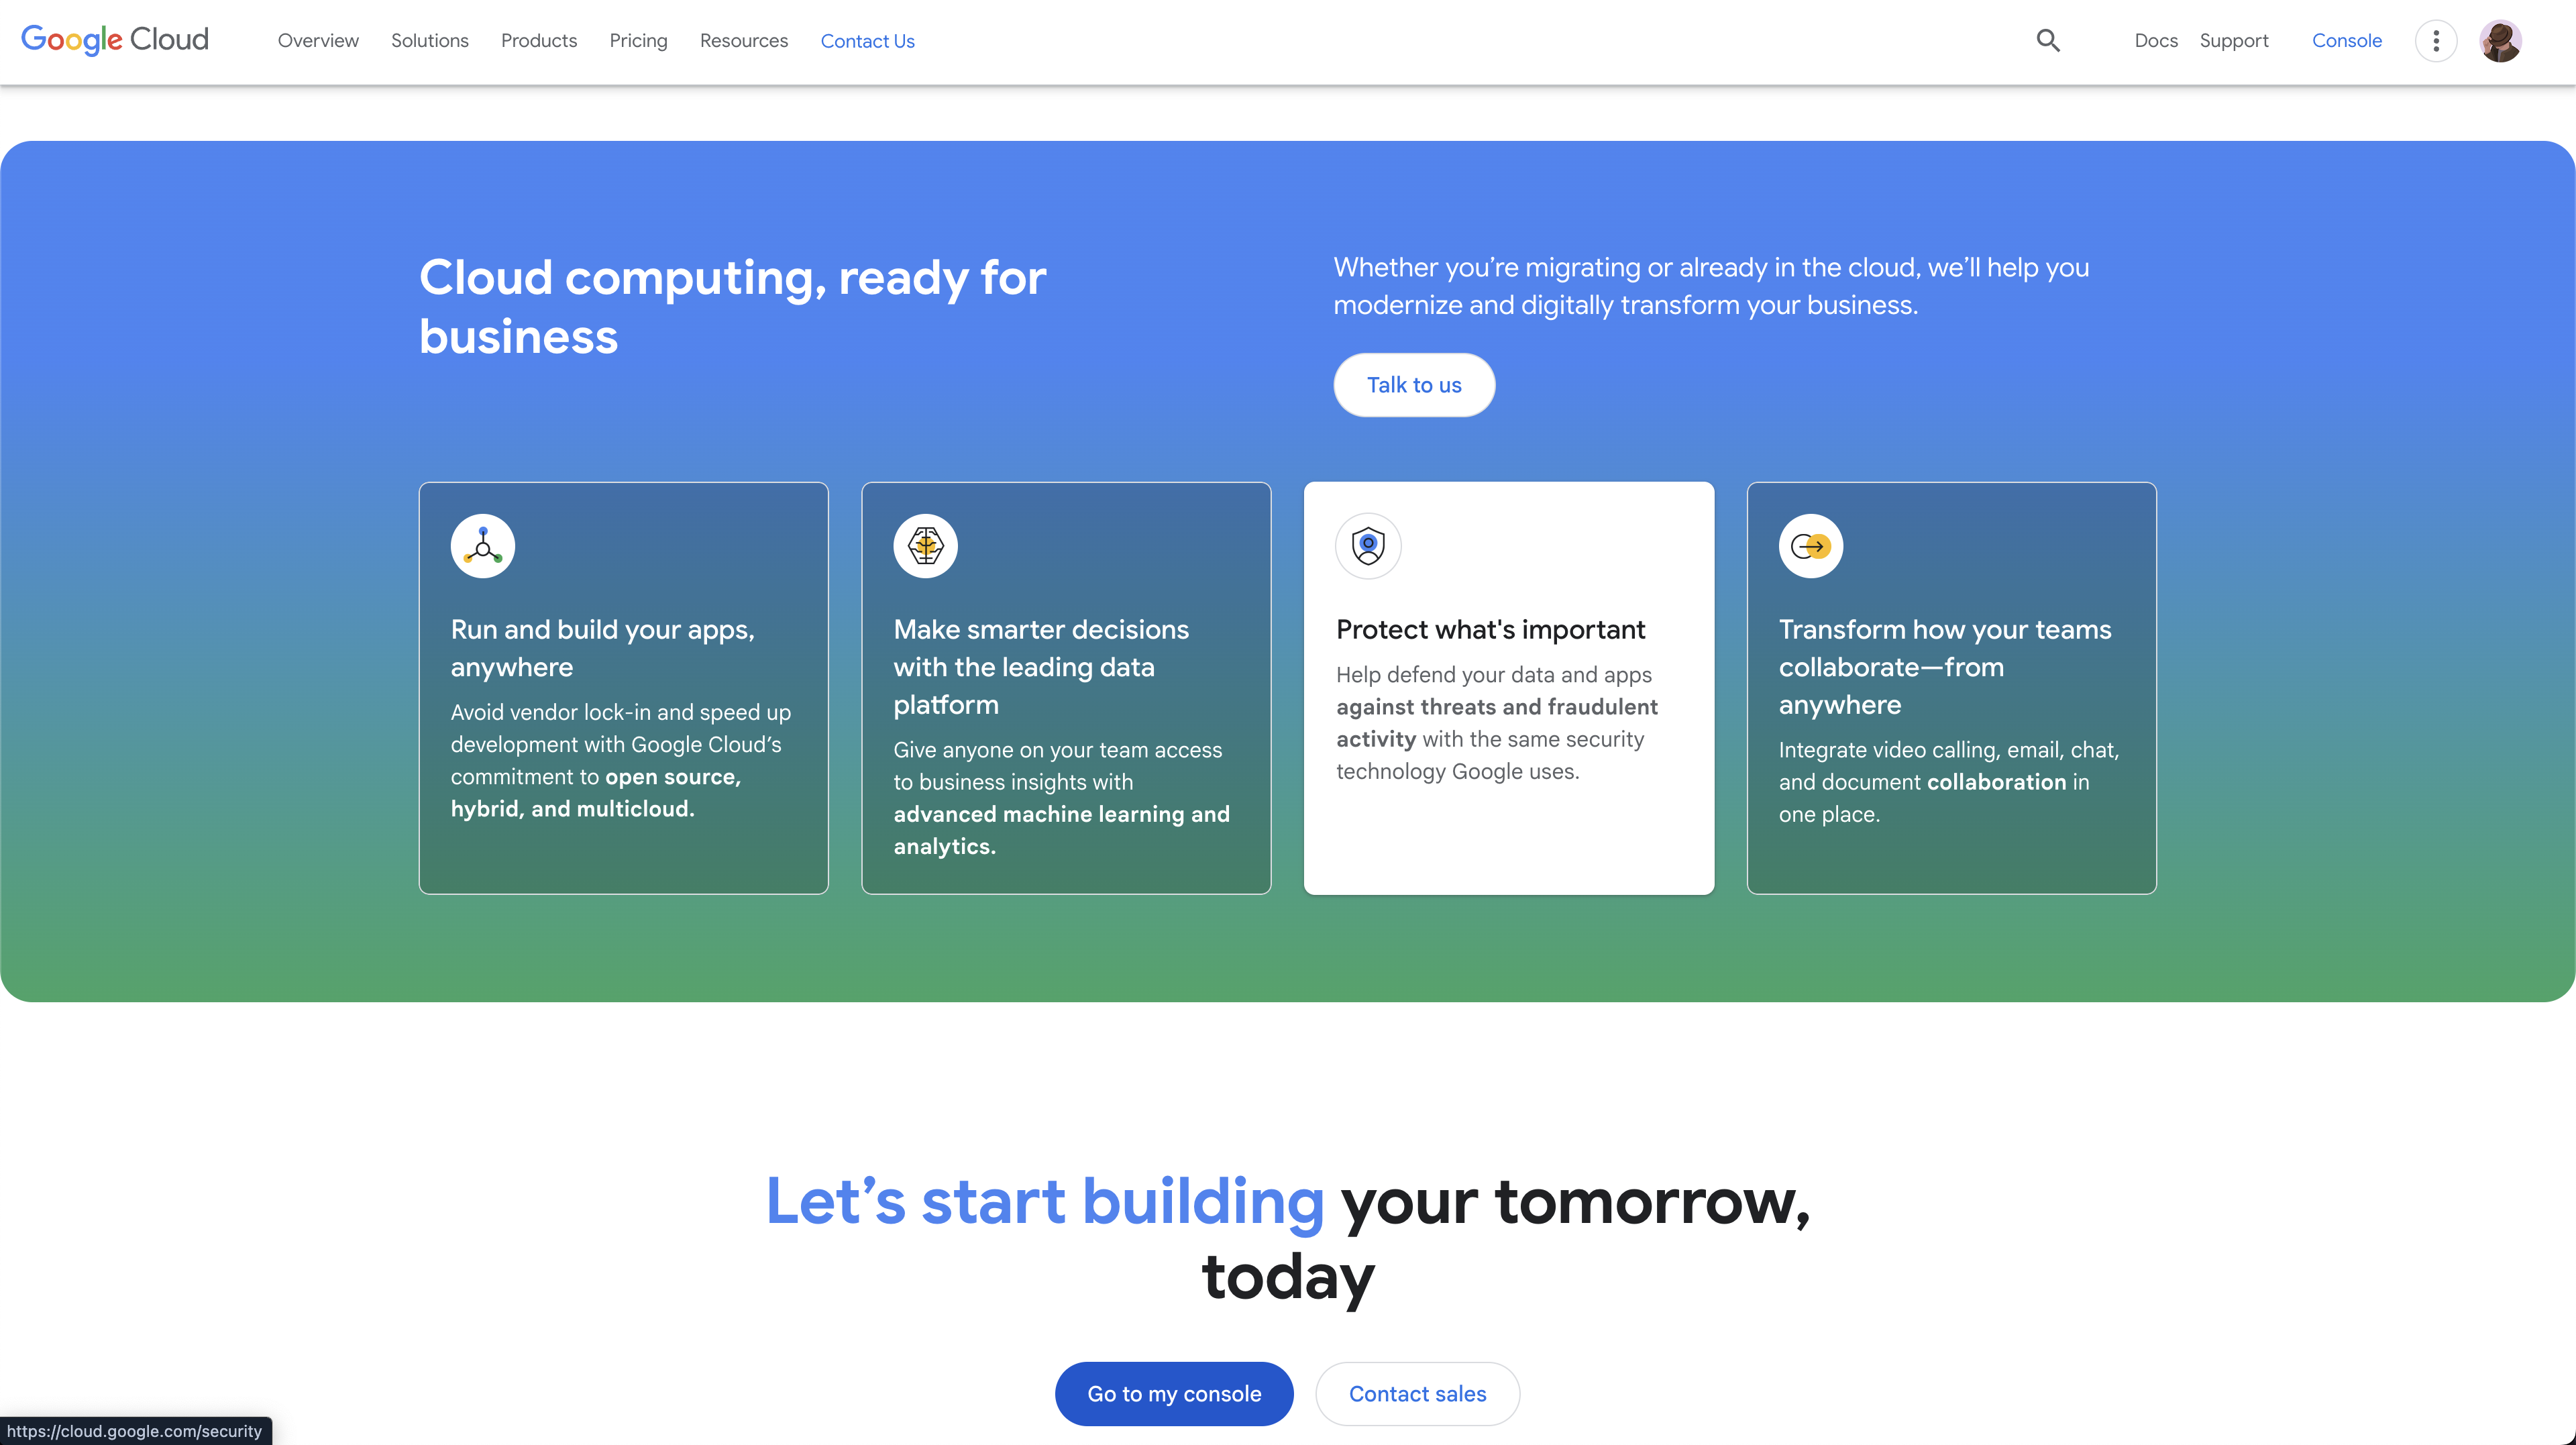 Google Cloud
Overview
Solutions
Products
Pricing
Resources
Contact Us
Docs
Support
Console
Cloud computing, ready for
business
Whether you’re migrating or already in the cloud, we’ll help you
modernize and digitally transform your business.
Talk to us
Run and build your apps,
anywhere
Avoid vendor lock-in and speed up
development with Google Cloud’s
commitment to open source,
hybrid, and multicloud.
Make smarter decisions
with the leading data
platform
Give anyone on your team access
to business insights with
advanced machine learning and
analytics.
Protect what's important
Help defend your data and apps
against threats and fraudulent
activity with the same security
technology Google uses.
Transform how your teams
collaborate—from
anywhere
Integrate video calling, email, chat,
and document collaboration in
one place.
Let’s start building your tomorrow,
today
Go to my console
Contact sales
https://cloud.google.com/security